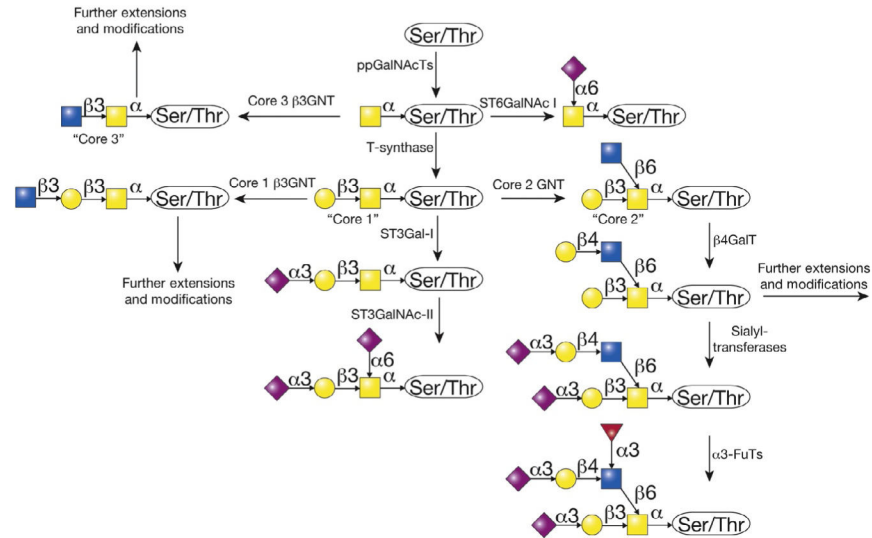 Further extensions
and modifications
Ser/Thr
ppGalNAcTs
α6
β3 α Ser/Thr
Core 3 β3GNT
α Ser/Thr
ST6GalNAc I
α Ser/Thr
“Core 3”
T-synthase
β6
β3 β3 α Ser/Thr
Core 1 β3GNT
β3 α Ser/Thr
Core 2 GNT
β3 α Ser/Thr
“Core 1”
“Core 2”
ST3Gal-I
β4GalT
β4
β6
Further extensions
and modifications
α3 β3 α Ser/Thr
β3 α Ser/Thr
Further extensions
and modifications
ST3GalNAc-II
Sialyl-
transferases
α6
α3 β4
β6
α3 β3 α Ser/Thr
α3 β3 α Ser/Thr
α3
α3-FuTs
α3 β4
β6
α3 β3 α Ser/Thr